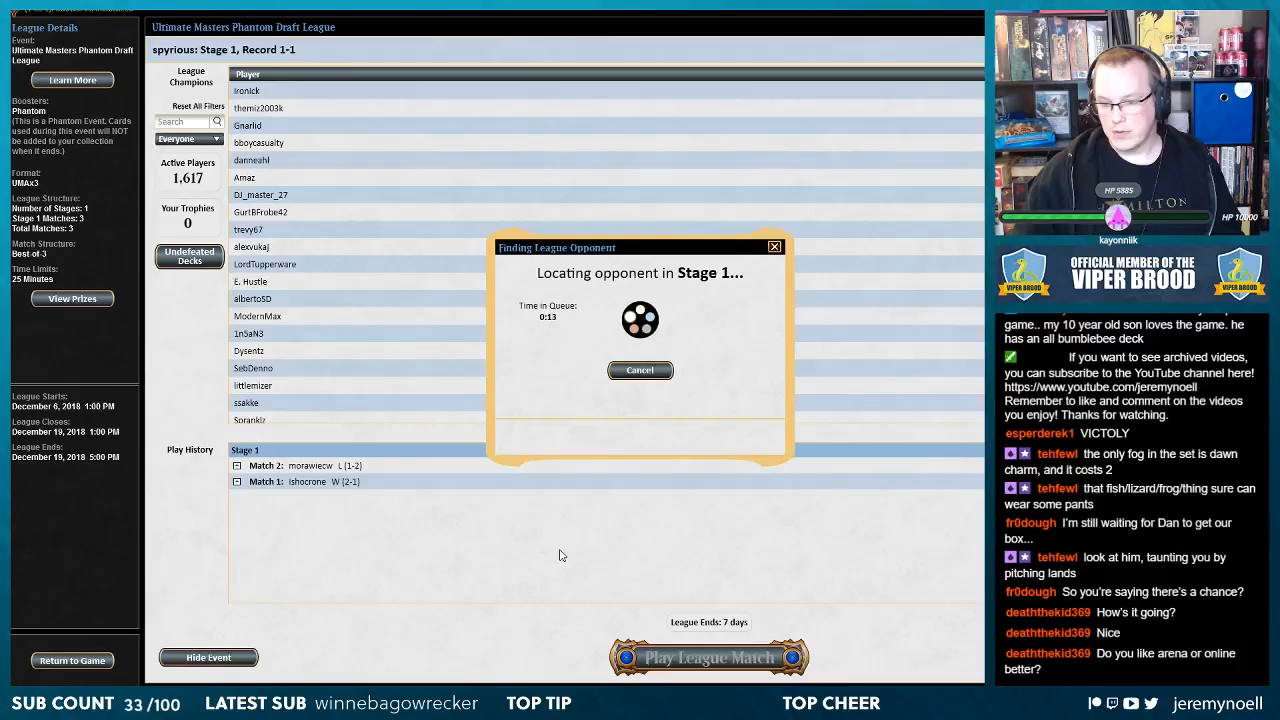 League Details
Event:
Ultimate Masters Phantom Draft
League
Learn More
Boosters:
Phantom
(This is a Phantom Event. Cards
used during this event will NOT
be added to your collection
when it ends.)
Format:
UMAx3
League Structure:
Number of Stages: 1
Stage 1 Matches: 3
Total Matches: 3
Match Structure:
Best of 3
Time Limits:
25 Minutes
View Prizes
League Starts:
December 6, 2018 1:00 PM
League Closes:
December 19, 2018 1:00 PM
League Ends:
December 19, 2018 5:00 PM
Return to Game
Ultimate Masters Phantom Draft League
spyrious: Stage 1, Record 1-1
League
Champions
Reset All Filters
Search
Everyone
Active Players
1,617
Your Trophies
0
Undefeated
Decks
Player
Ironick
themiz2003k
Gnarlid
bboycasualty
danneahl
Amaz
DJ_master_27
GurtBFrobe42
trevy67
alexvukaj
LordTupperware
E. Hustle
albertoSD
ModernMax
1n5aN3
Dysentz
SebDenno
littlemizer
ssakke
Spranklz
Play History
Stage 1
Match 2: morawiecw L (1-2)
Match 1: Ishocrone W (2-1)
Finding League Opponent
Locating opponent in Stage 1...
Time in Queue:
0:13
Cancel
League Ends: 7 days
Hide Event
Play League Match
HP 5885
HP 10000
kayonniik
OFFICIAL MEMBER OF THE
VIPER BROOD
game.. my 10 year old son loves the game. he
has an all bumblebee deck
If you want to see archived videos,
you can subscribe to the YouTube channel here!
https://www.youtube.com/jeremynoell
Remember to like and comment on the videos
you enjoy! Thanks for watching.
esperderek1 VICTOLY
tehfewl the only fog in the set is dawn
charm, and it costs 2
tehfewl that fish/lizard/frog/thing sure can
wear some pants
fr0dough I'm still waiting for Dan to get our
box...
tehfewl look at him, taunting you by
pitching lands
fr0dough So you're saying there's a chance?
deaththekid369 How's it going?
deaththekid369 Nice
deaththekid369 Do you like arena or online
better?
SUB COUNT 33 /100 LATEST SUB winnebagowrecker TOP TIP TOP CHEER jeremynoell